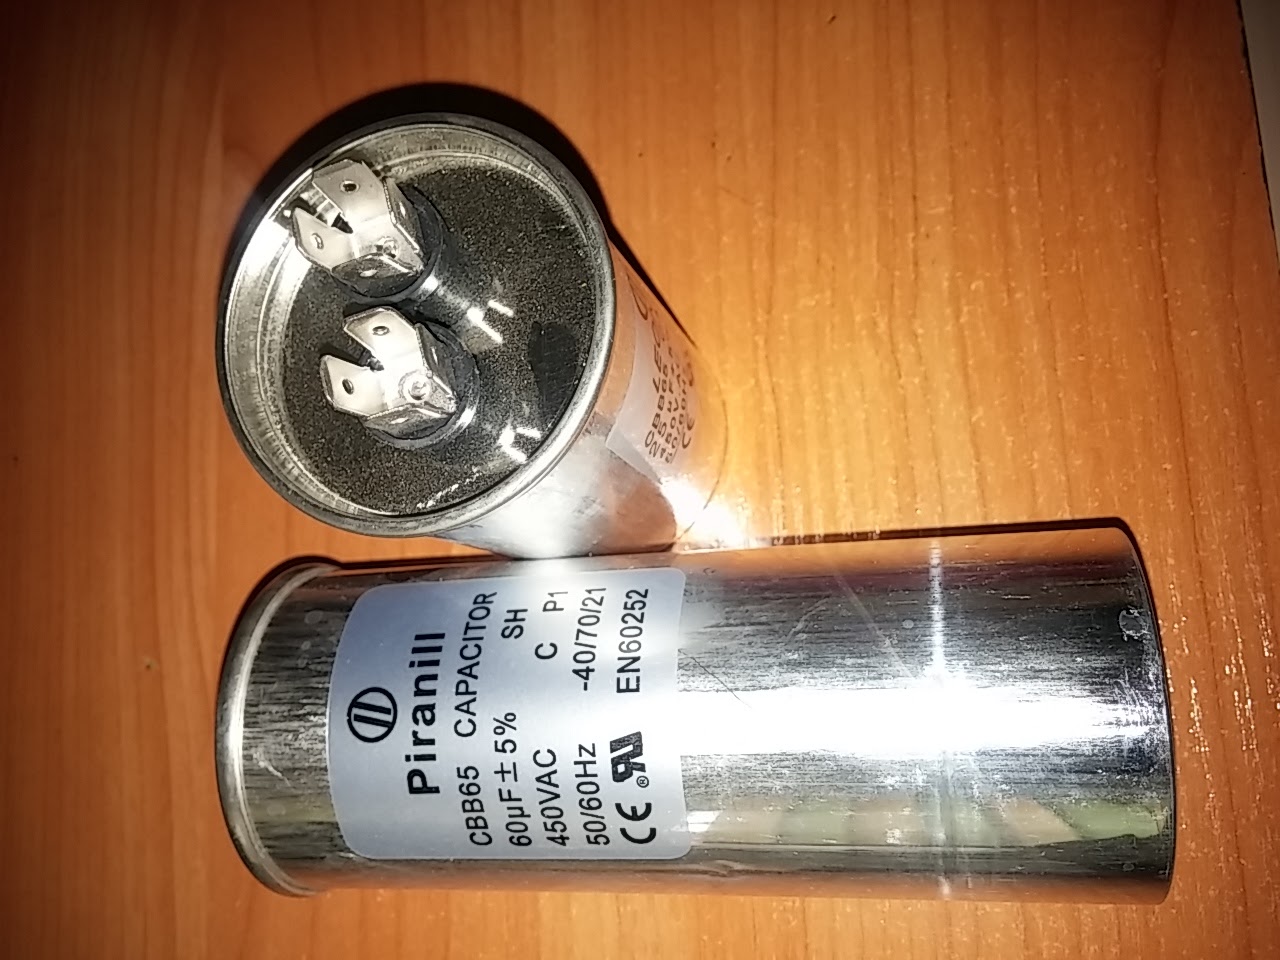 Piranill
CBB65 CAPACITOR
60µF±5% SH
450VAC C P1
50/60Hz -40/70/21
CE ® EN60252